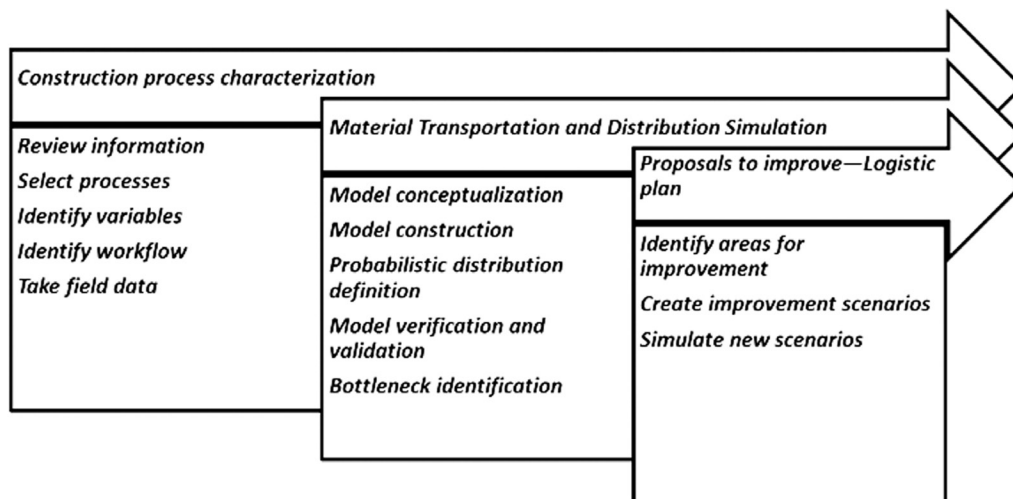 Construction process characterization
Review information
Select processes
Identify variables
Identify workflow
Take field data
Material Transportation and Distribution Simulation
Model conceptualization
Model construction
Probabilistic distribution
definition
Model verification and
validation
Bottleneck identification
Proposals to improve—Logistic
plan
Identify areas for
improvement
Create improvement scenarios
Simulate new scenarios